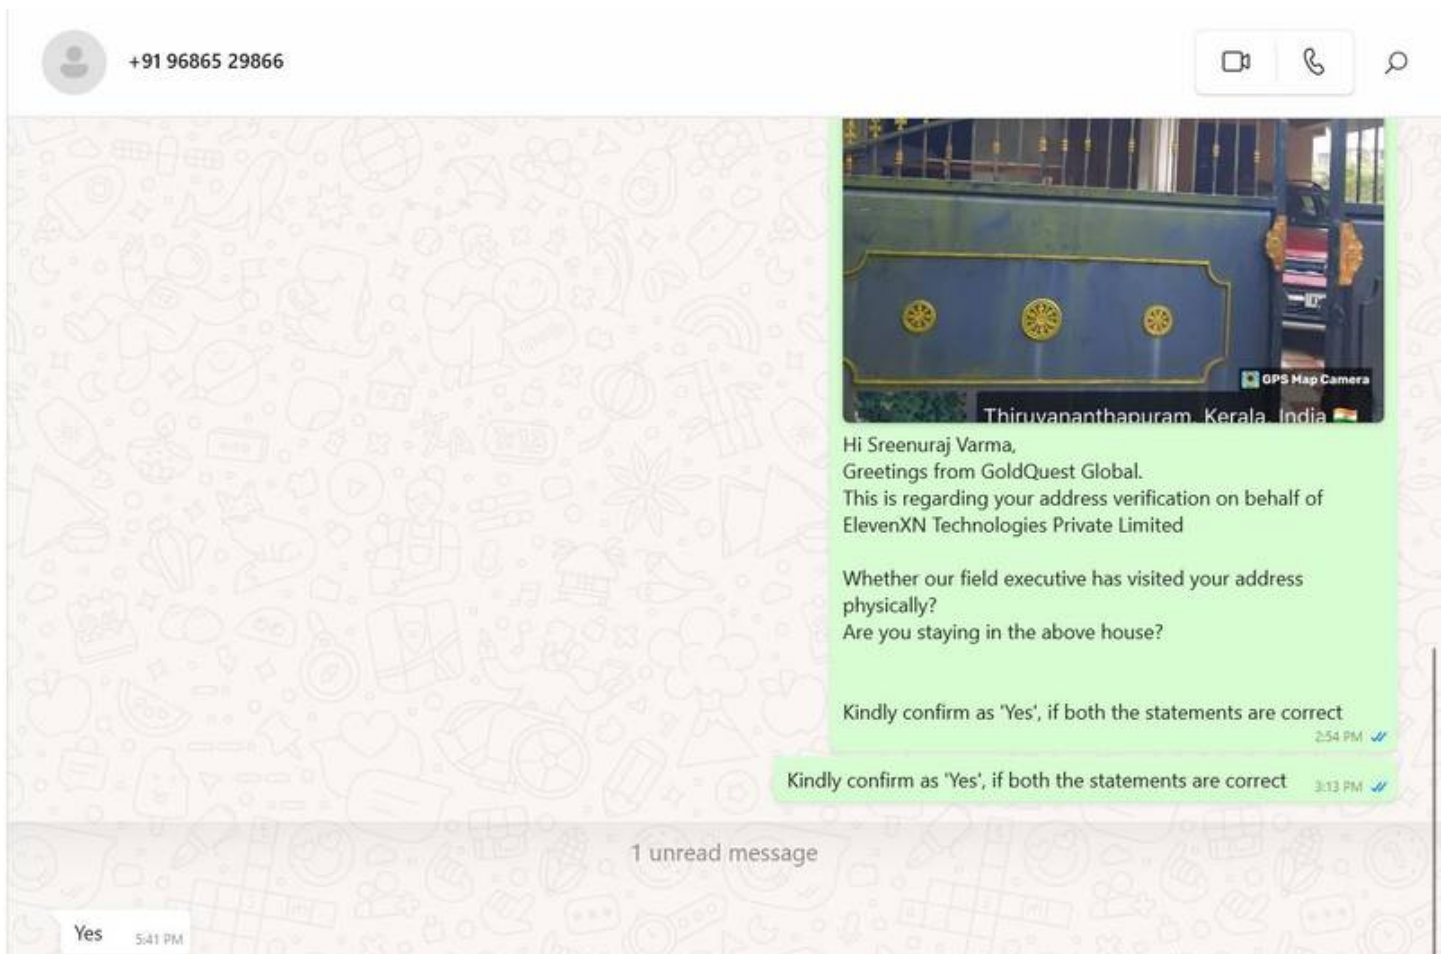 +91 96865 29866
GPS Map Camera
Thiruvananthapuram, Kerala, India
Hi Sreenuraj Varma,
Greetings from GoldQuest Global.
This is regarding your address verification on behalf of
ElevenXN Technologies Private Limited
Whether our field executive has visited your address
physically?
Are you staying in the above house?
Kindly confirm as 'Yes', if both the statements are correct
2:54 PM
Kindly confirm as 'Yes', if both the statements are correct
3:13 PM
1 unread message
Yes
5:41 PM